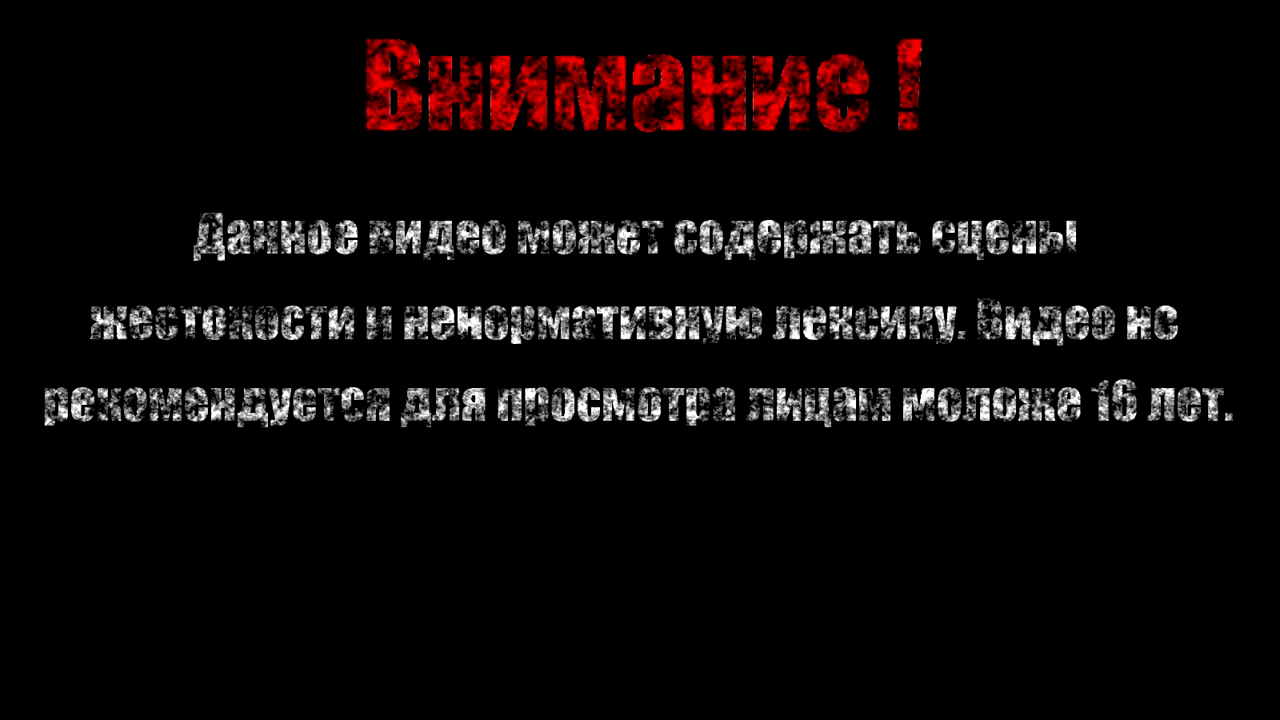 Внимание !
Данное видео может содержать сцены
жестокости и ненормативную лексику. Видео не
рекомендуется для просмотра лицам моложе 16 лет.